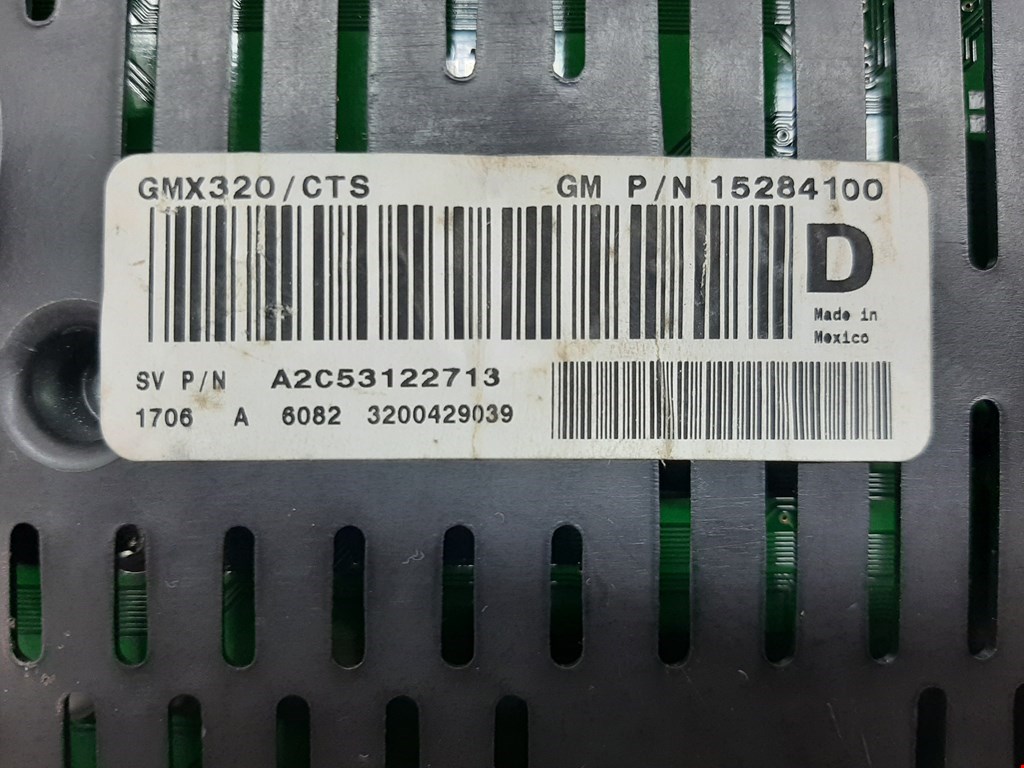 GMX320/CTS GM P/N 15284100
D
Made in
Mexico
SV P/N A2C53122713
1706 A 6082 3200429039